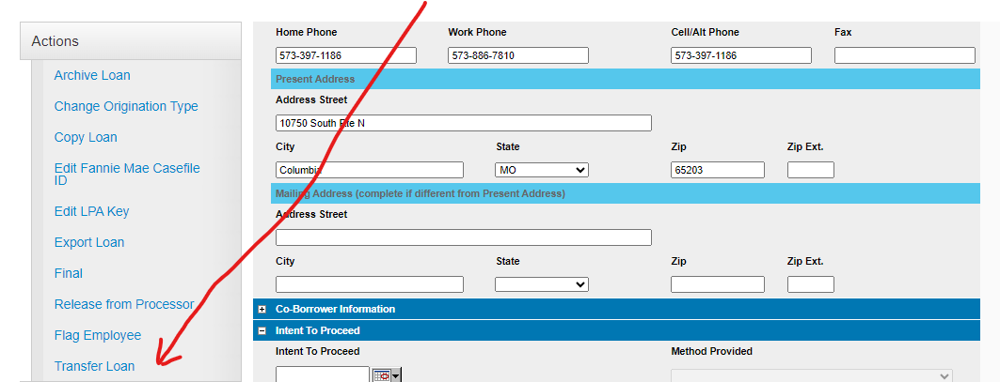 Actions
Archive Loan
Change Origination Type
Copy Loan
Edit Fannie Mae Casefile
ID
Edit LPA Key
Export Loan
Final
Release from Processor
Flag Employee
Transfer Loan
Home Phone Work Phone Cell/Alt Phone Fax
573-397-1186 573-886-7810 573-397-1186
Present Address
Address Street
10750 South Rte N
City State Zip Zip Ext.
Columbia MO 65203
Mailing Address (complete if different from Present Address)
Address Street
City State Zip Zip Ext.
Co-Borrower Information
Intent To Proceed
Intent To Proceed Method Provided